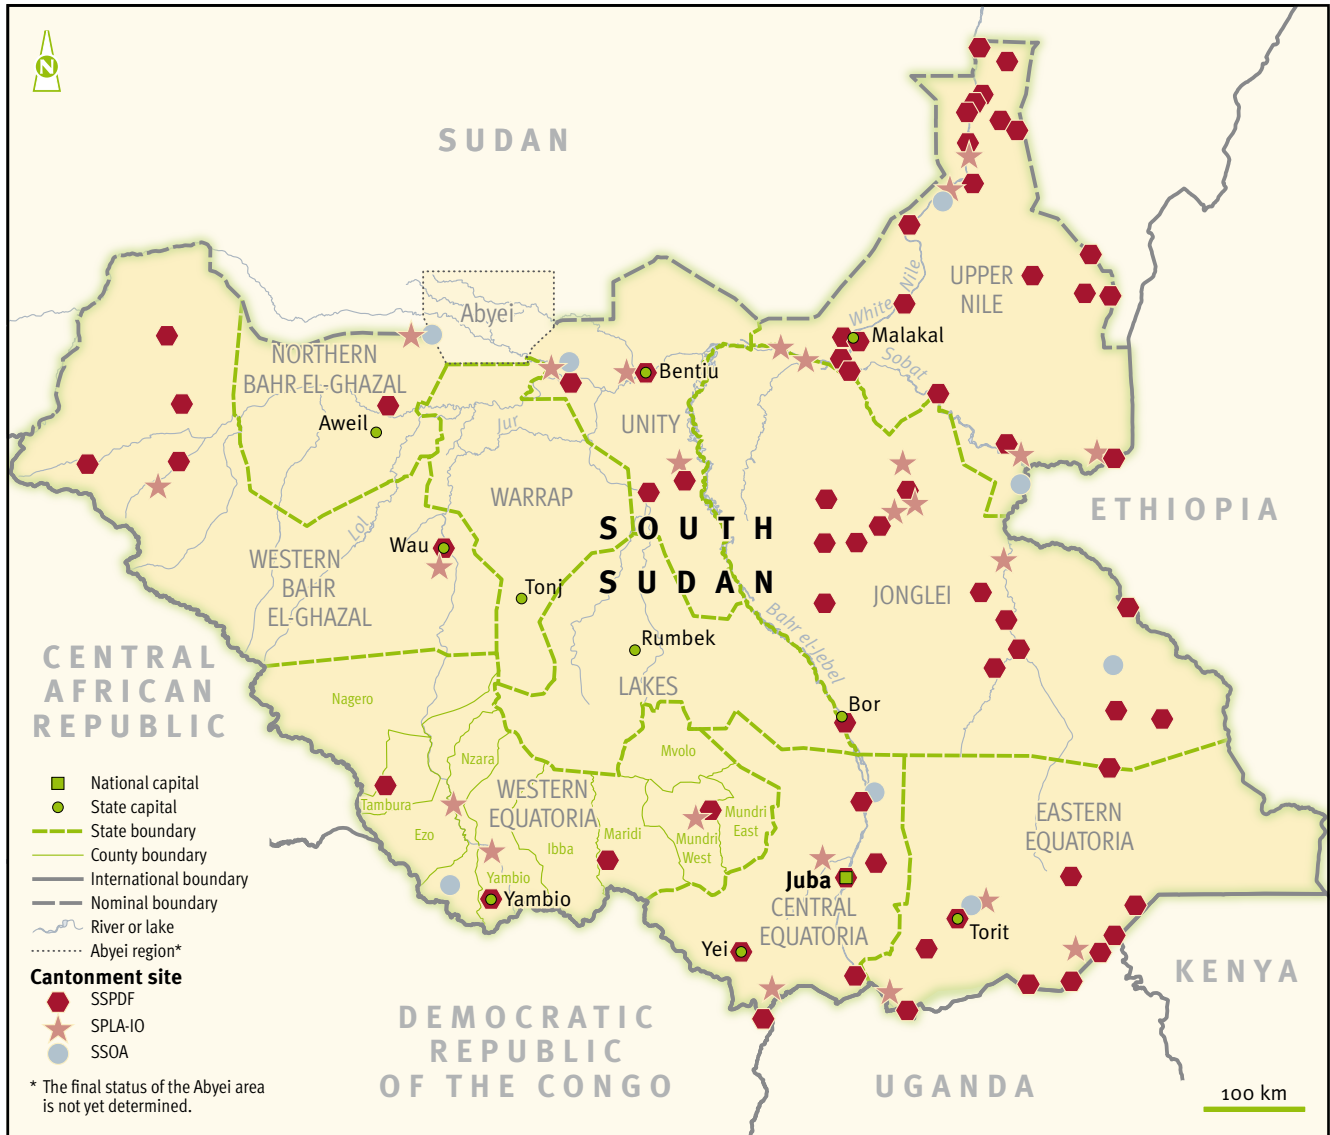 N
SUDAN
Abyei
UPPER
NILE
White Nile
Malakal
Sobat
NORTHERN
BAHR EL-GHAZAL
Aweil
Bentiu
UNITY
Jur
WARRAP
Lol
Wau
WESTERN
BAHR
EL-GHAZAL
Tonj
SOUTH
SUDAN
ETHIOPIA
JONGLEI
Bahr el-Jebel
Rumbek
LAKES
Bor
CENTRAL
AFRICAN
REPUBLIC
Nagero
Nzara
Mvolo
Tambura
Ezo
WESTERN
EQUATORIA
Ibba
Maridi
Mundri
West
Mundri
East
Yambio
Yambio
EASTERN
EQUATORIA
Juba
CENTRAL
EQUATORIA
Torit
Yei
KENYA
DEMOCRATIC
REPUBLIC
OF THE CONGO
UGANDA
National capital
State capital
State boundary
County boundary
International boundary
Nominal boundary
River or lake
Abyei region*
Cantonment site
SSPDF
SPLA-IO
SSOA
* The final status of the Abyei area
is not yet determined.
100 km